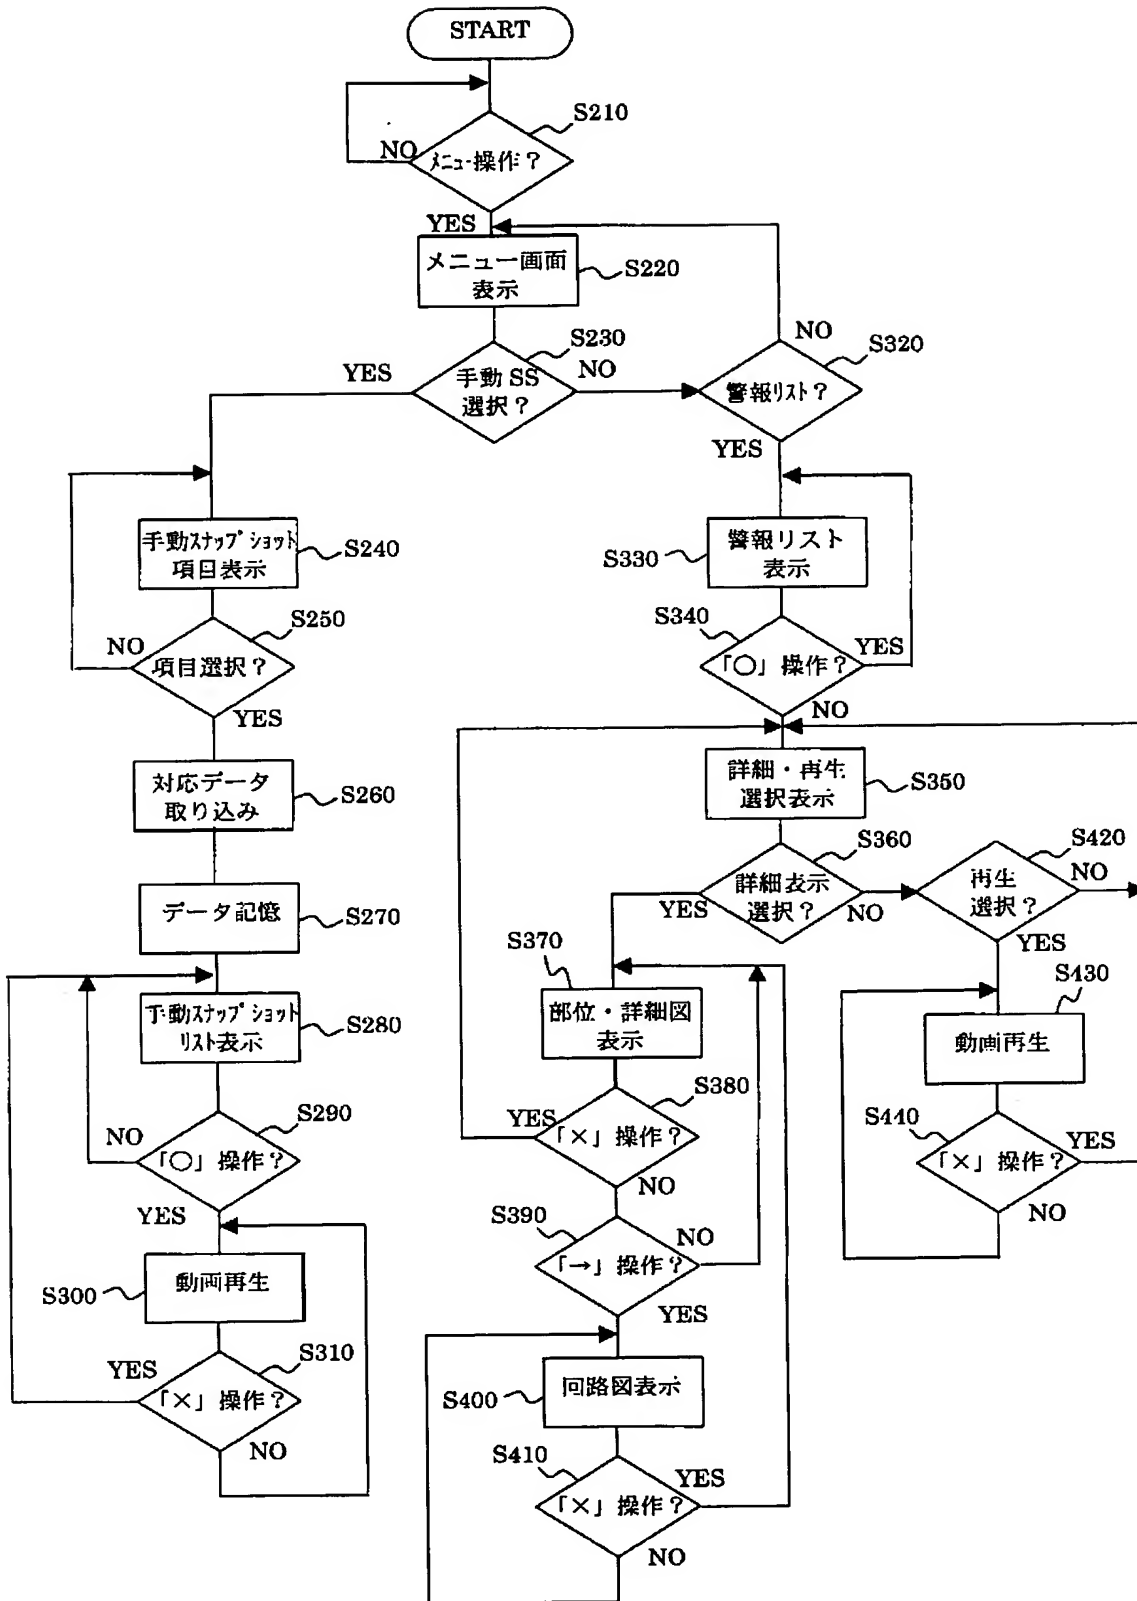 START
S210
NO
メニュー操作？
YES
メニュー画面
表示
S220
S230
YES
手動SS
選択？
NO
NO
S320
警報リスト？
YES
手動スナップショット
項目表示
S240
S250
NO
項目選択？
YES
対応データ
取り込み
S260
データ記憶
S270
手動スナップショット
リスト表示
S280
S290
NO
「○」操作？
YES
動画再生
S300
S310
YES
「×」操作？
NO
警報リスト
表示
S330
S340
YES
「○」操作？
NO
詳細・再生
選択表示
S350
S360
YES
詳細表示
選択？
NO
S420
再生
選択？
NO
YES
S370
部位・詳細図
表示
S380
YES
「×」操作？
NO
S390
NO
「→」操作？
YES
回路図表示
S400
S410
YES
「×」操作？
NO
S430
動画再生
S440
YES
「×」操作？
NO